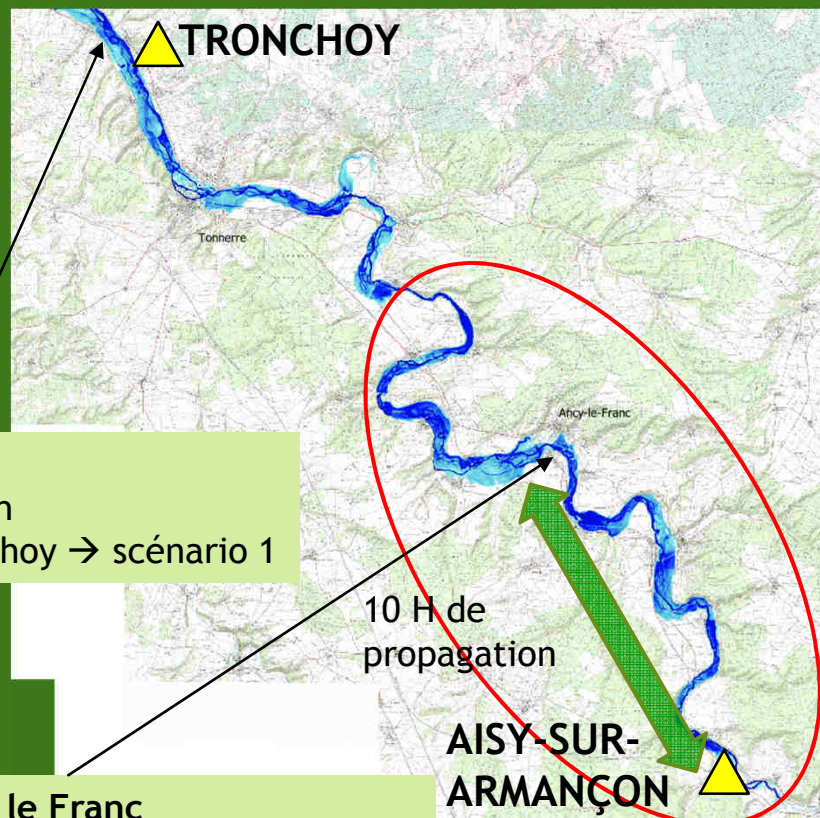 TRONCHOY
Tonnerre
Ancy-le-Franc
n
hoy → scénario 1
10 H de
propagation
AISY-SUR-
ARMANÇON
le Franc